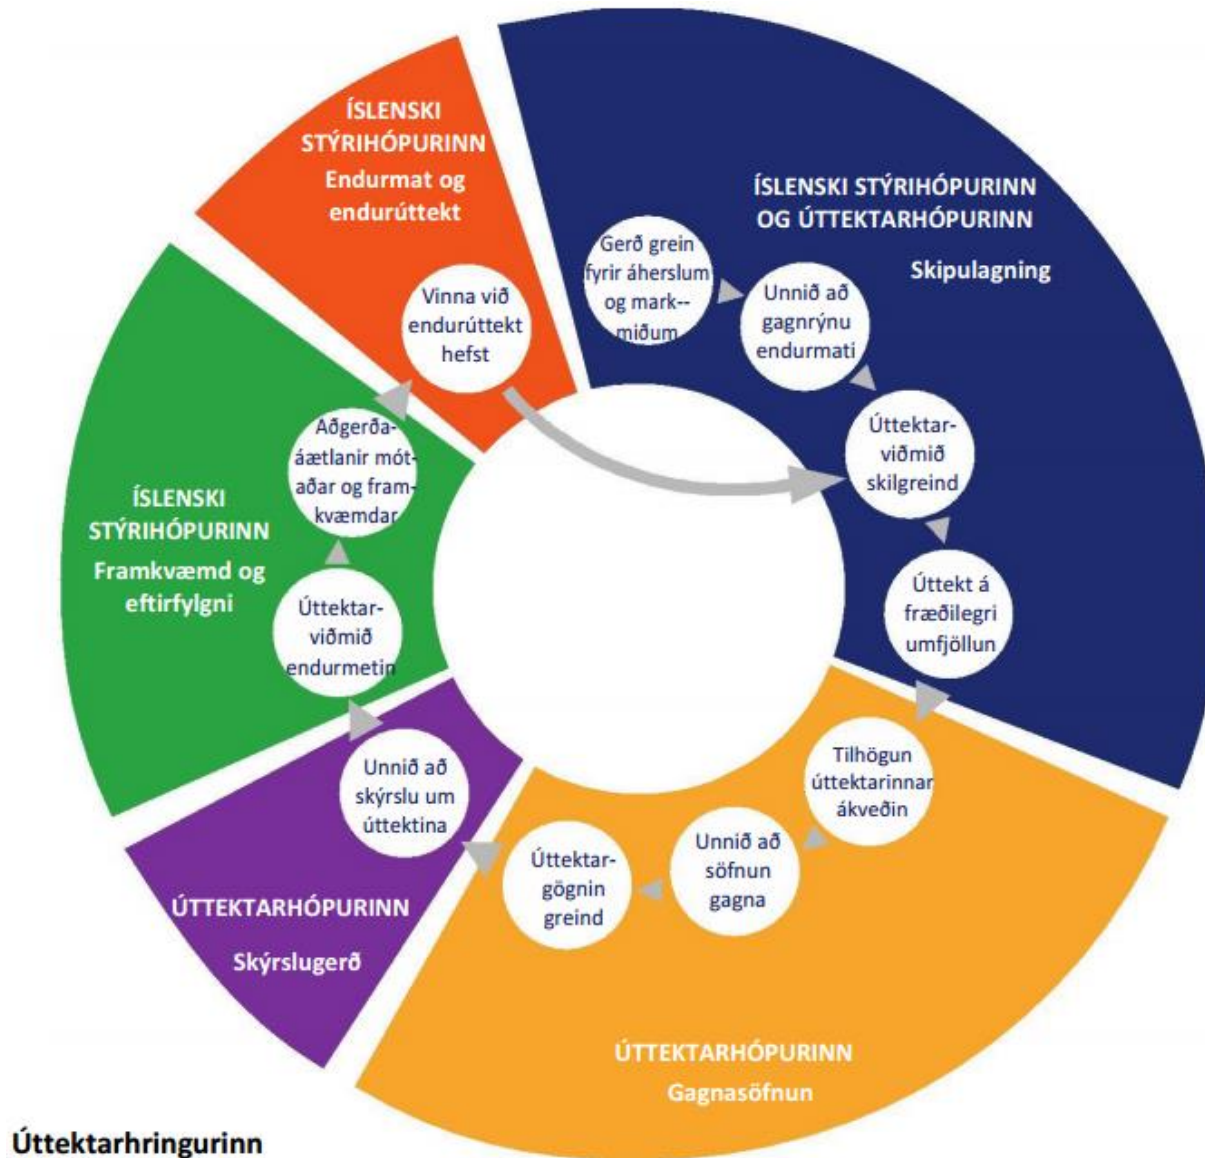 ÍSLENSKI
STÝRIHÓPURINN
Endurmat og
endurúttekt
Vinna við
endurúttekt
hefst
ÍSLENSKI STÝRIHÓPURINN
OG ÚTTEKTARHÓPURINN
Skipulagning
Gerð grein
fyrir áherslum
og mark--
miðum
Unnið að
gagnrýnu
endurmati
Úttektar-
viðmið
skilgreind
Úttekt á
fræðilegri
umfjöllun
Tilhögun
úttektarinnar
ákveðin
Unnið að
söfnun
gagna
Úttektar-
gögnin
greind
ÚTTEKTARHÓPURINN
Gagnasöfnun
Unnið að
skýrslu um
úttektina
ÚTTEKTARHÓPURINN
Skýrslugerð
Úttektar-
viðmið
endurmetin
Aðgerða-
áætlanir mót-
aðar og fram-
kvæmdar
ÍSLENSKI
STÝRIHÓPURINN
Framkvæmd og
eftirfylgni
Úttektarhringurinn